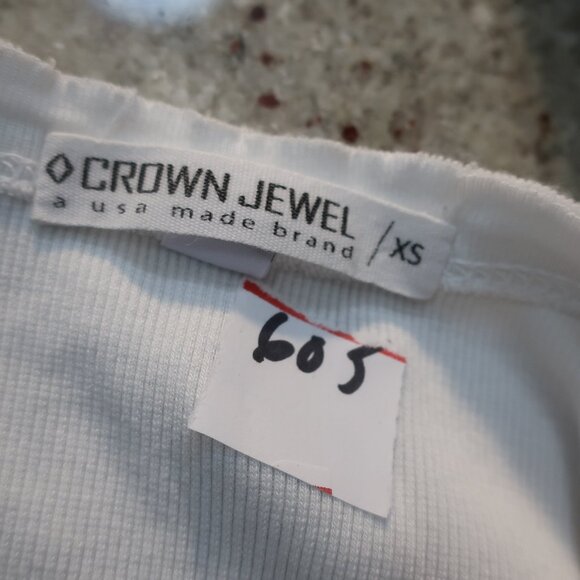 CROWN JEWEL
a usa made brand
/XS
605